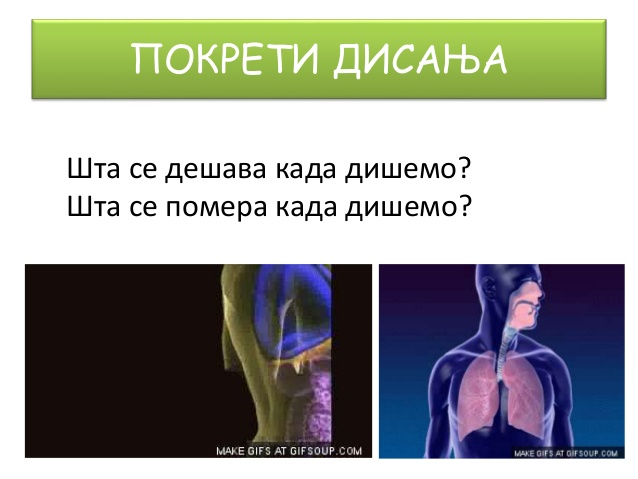 ПОКРЕТИ ДИСАЊА
Шта се дешава када дишемо?
Шта се помера када дишемо?
MAKE GIFS AT GIFSOUP.COM
MAKE GIFS AT GIFSOUP.COM